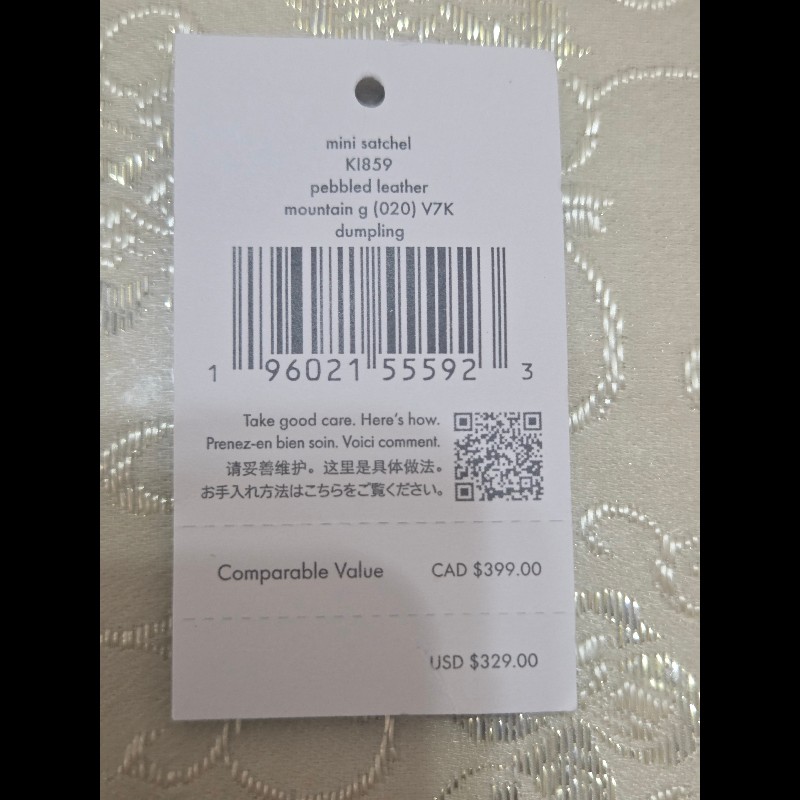 mini satchel
KI859
pebbled leather
mountain g (020) V7K
dumpling
1 96021 55592 3
Take good care. Here's how.
Prenez-en bien soin. Voici comment.
请妥善维护。这里是具体做法。
お手入れ方法はこちらをご覧ください。
Comparable Value CAD $399.00
USD $329.00